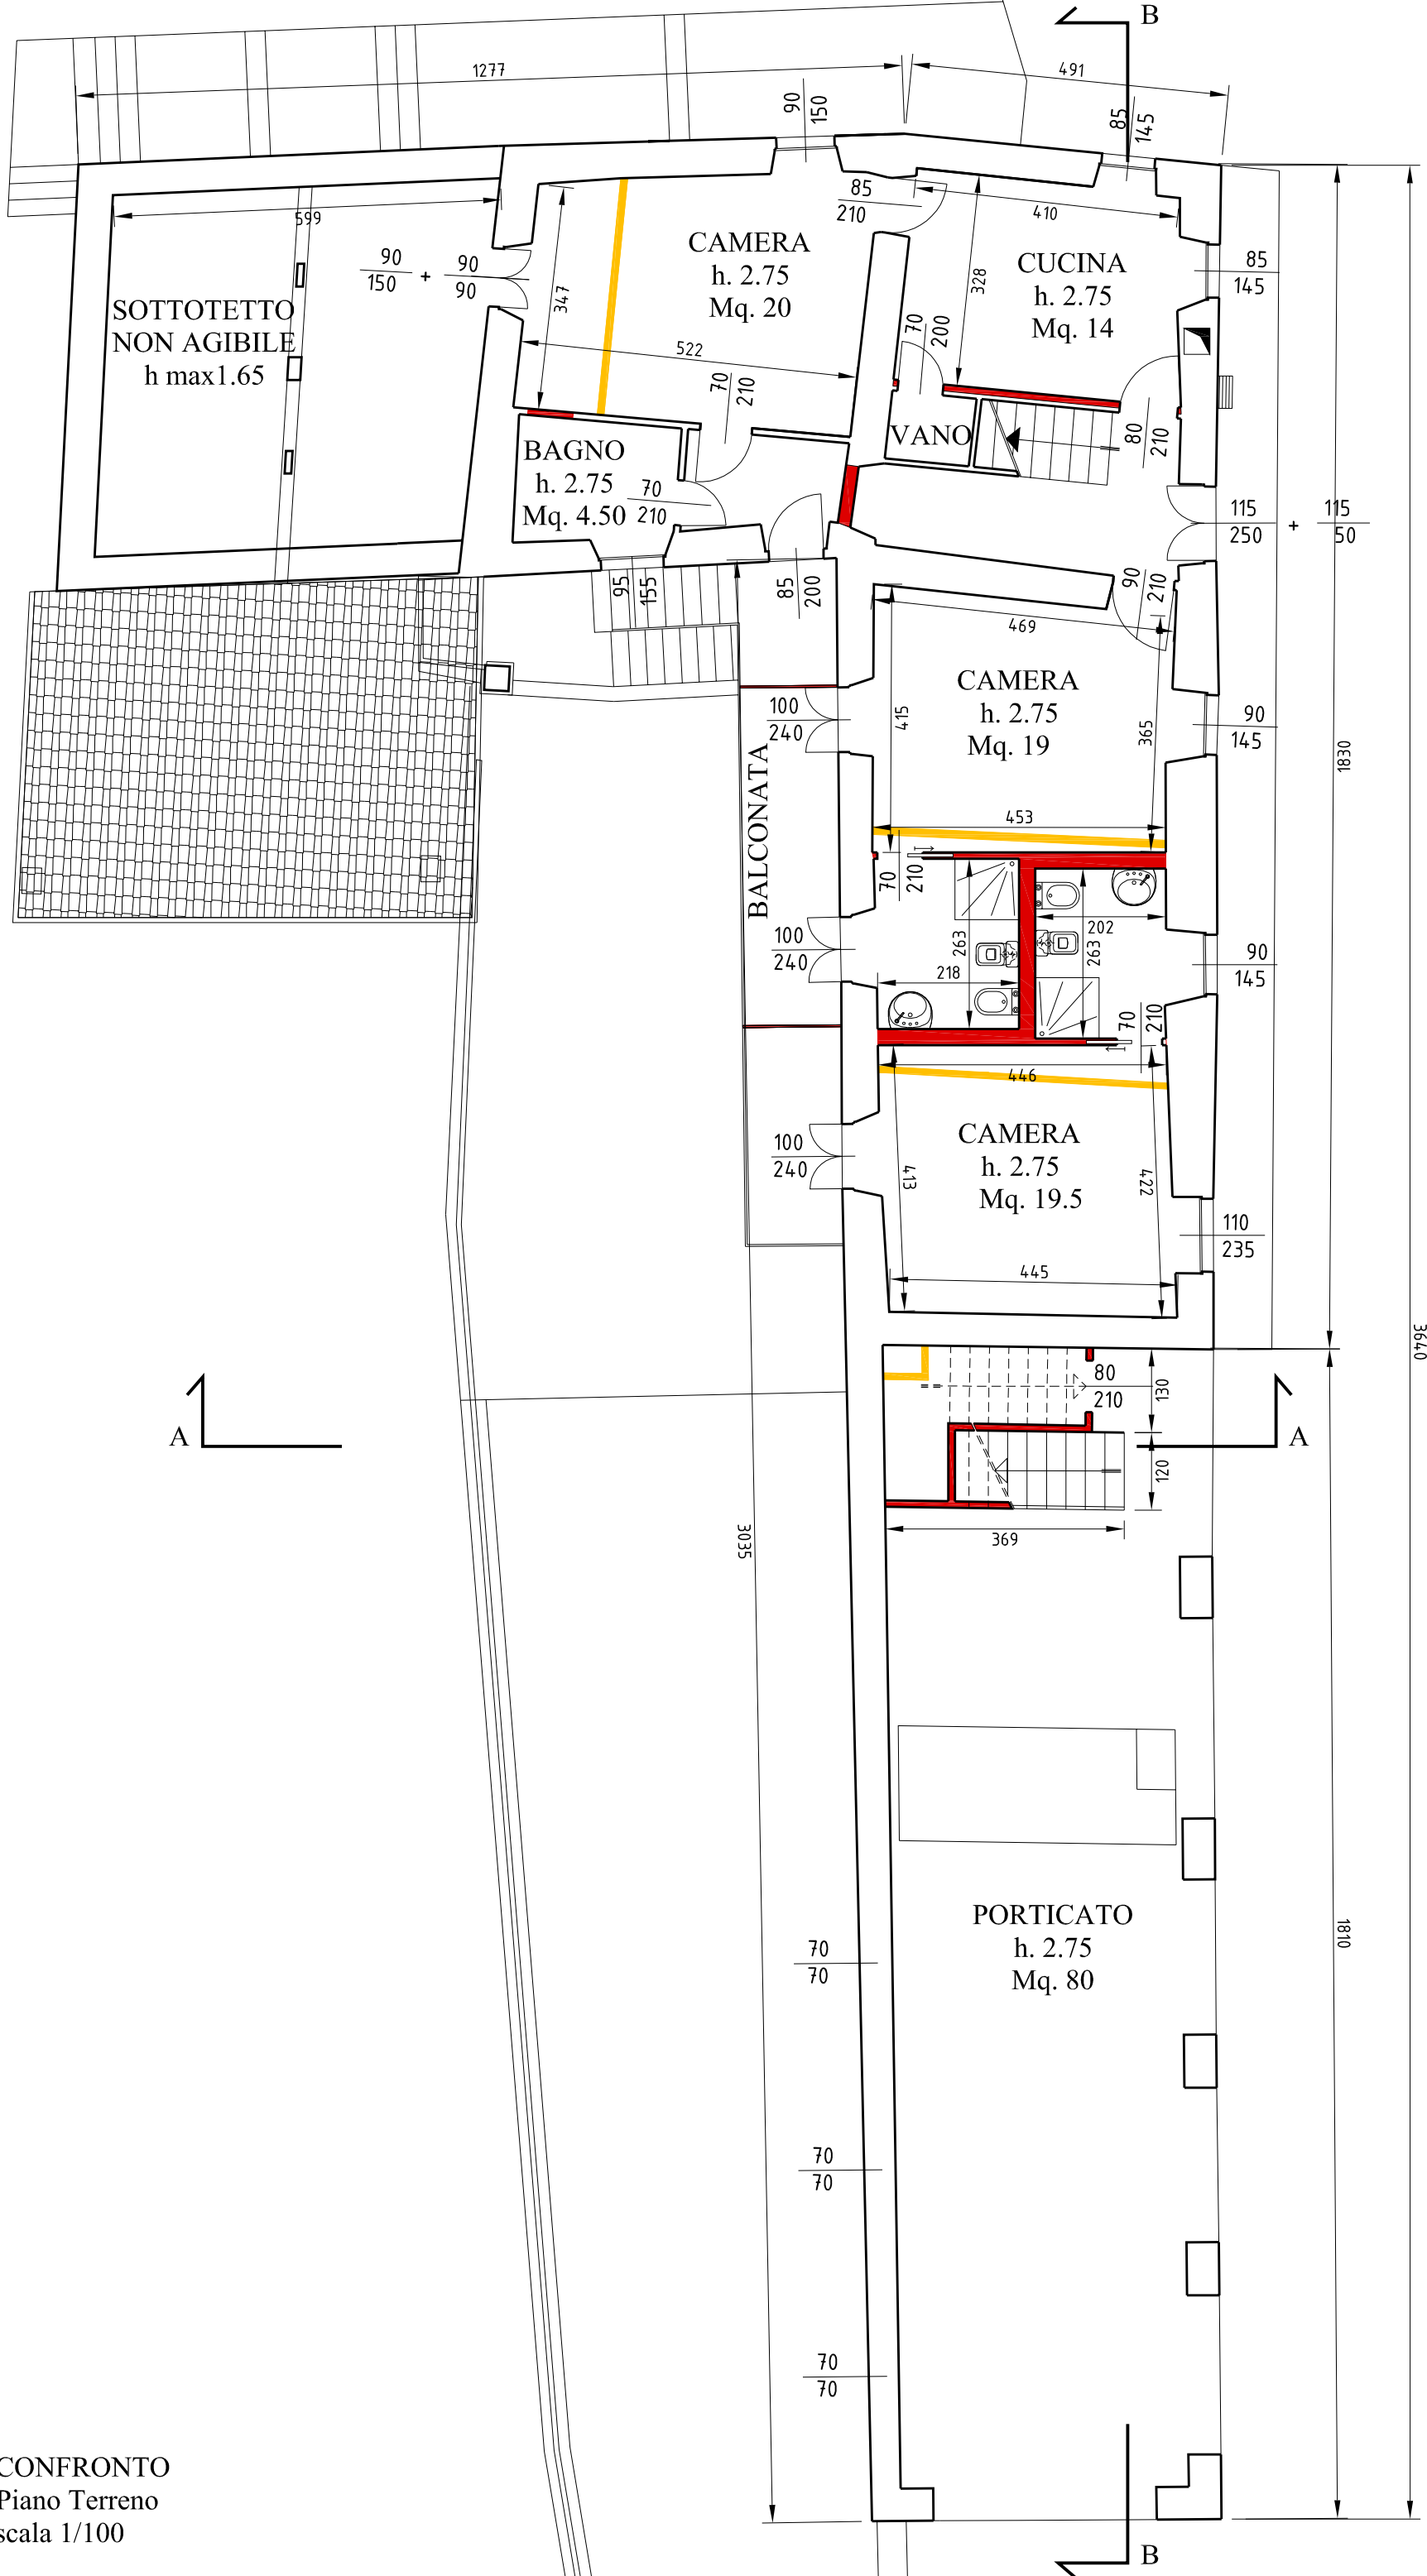 B
1277
491
90
150
85
145
599
85
210
410
90
150
+
90
90
CAMERA
h. 2.75
Mq. 20
347
522
328
CUCINA
h. 2.75
Mq. 14
85
145
SOTTOTETTO
NON AGIBILE
h max1.65
70
200
70
210
VANO
80
210
BAGNO
h. 2.75
Mq. 4.50
70
210
115
250
+
115
50
95
155
85
200
90
210
469
CAMERA
h. 2.75
Mq. 19
415
365
100
240
90
145
1830
BALCONATA
453
70
210
100
240
263
218
202
263
90
145
70
210
446
CAMERA
h. 2.75
Mq. 19.5
100
240
413
422
110
235
445
3640
80
210
130
A
A
120
369
3035
PORTICATO
h. 2.75
Mq. 80
1810
70
70
70
70
70
70
CONFRONTO
Piano Terreno
scala 1/100
B